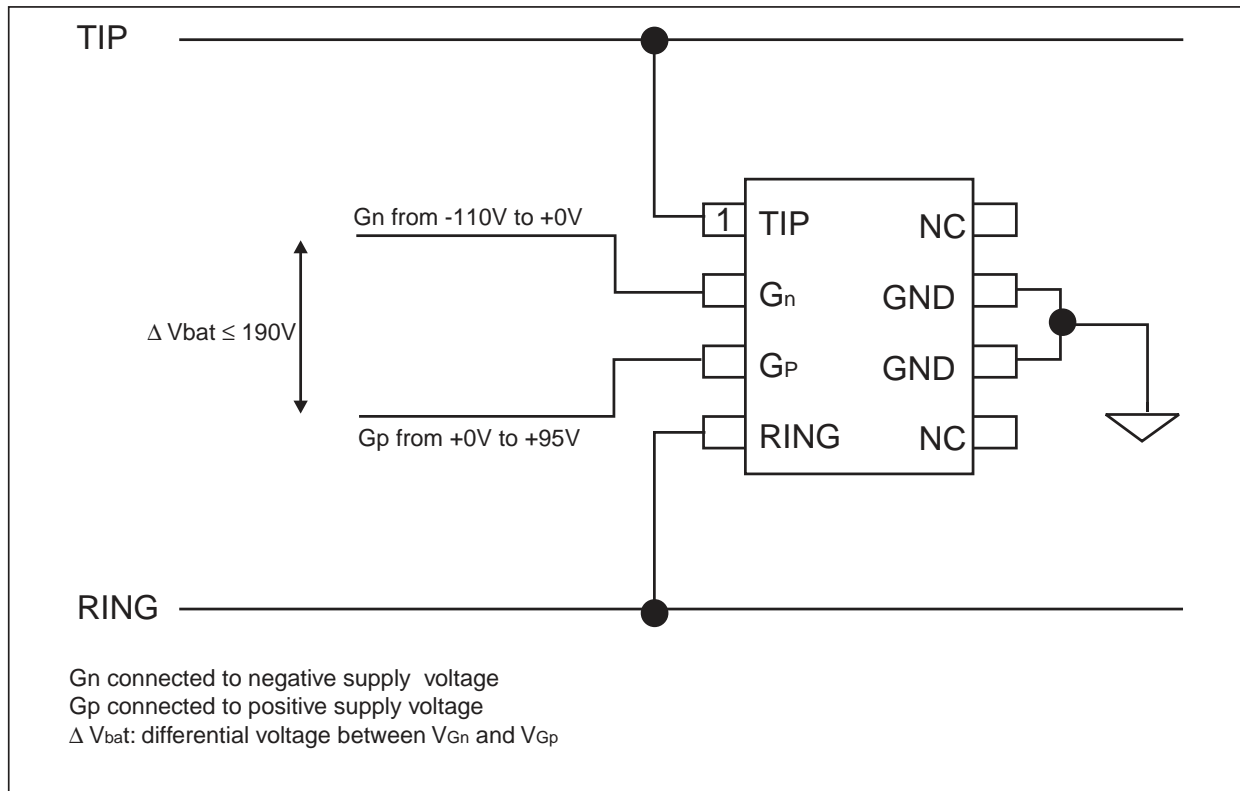 TIP
Gn from -110V to +0V
1 TIP NC
Gn GND
∆ Vbat ≤ 190V
GP GND
Gp from +0V to +95V
RING NC
RING
Gn connected to negative supply voltage
Gp connected to positive supply voltage
∆ Vbat: differential voltage between VGn and VGp